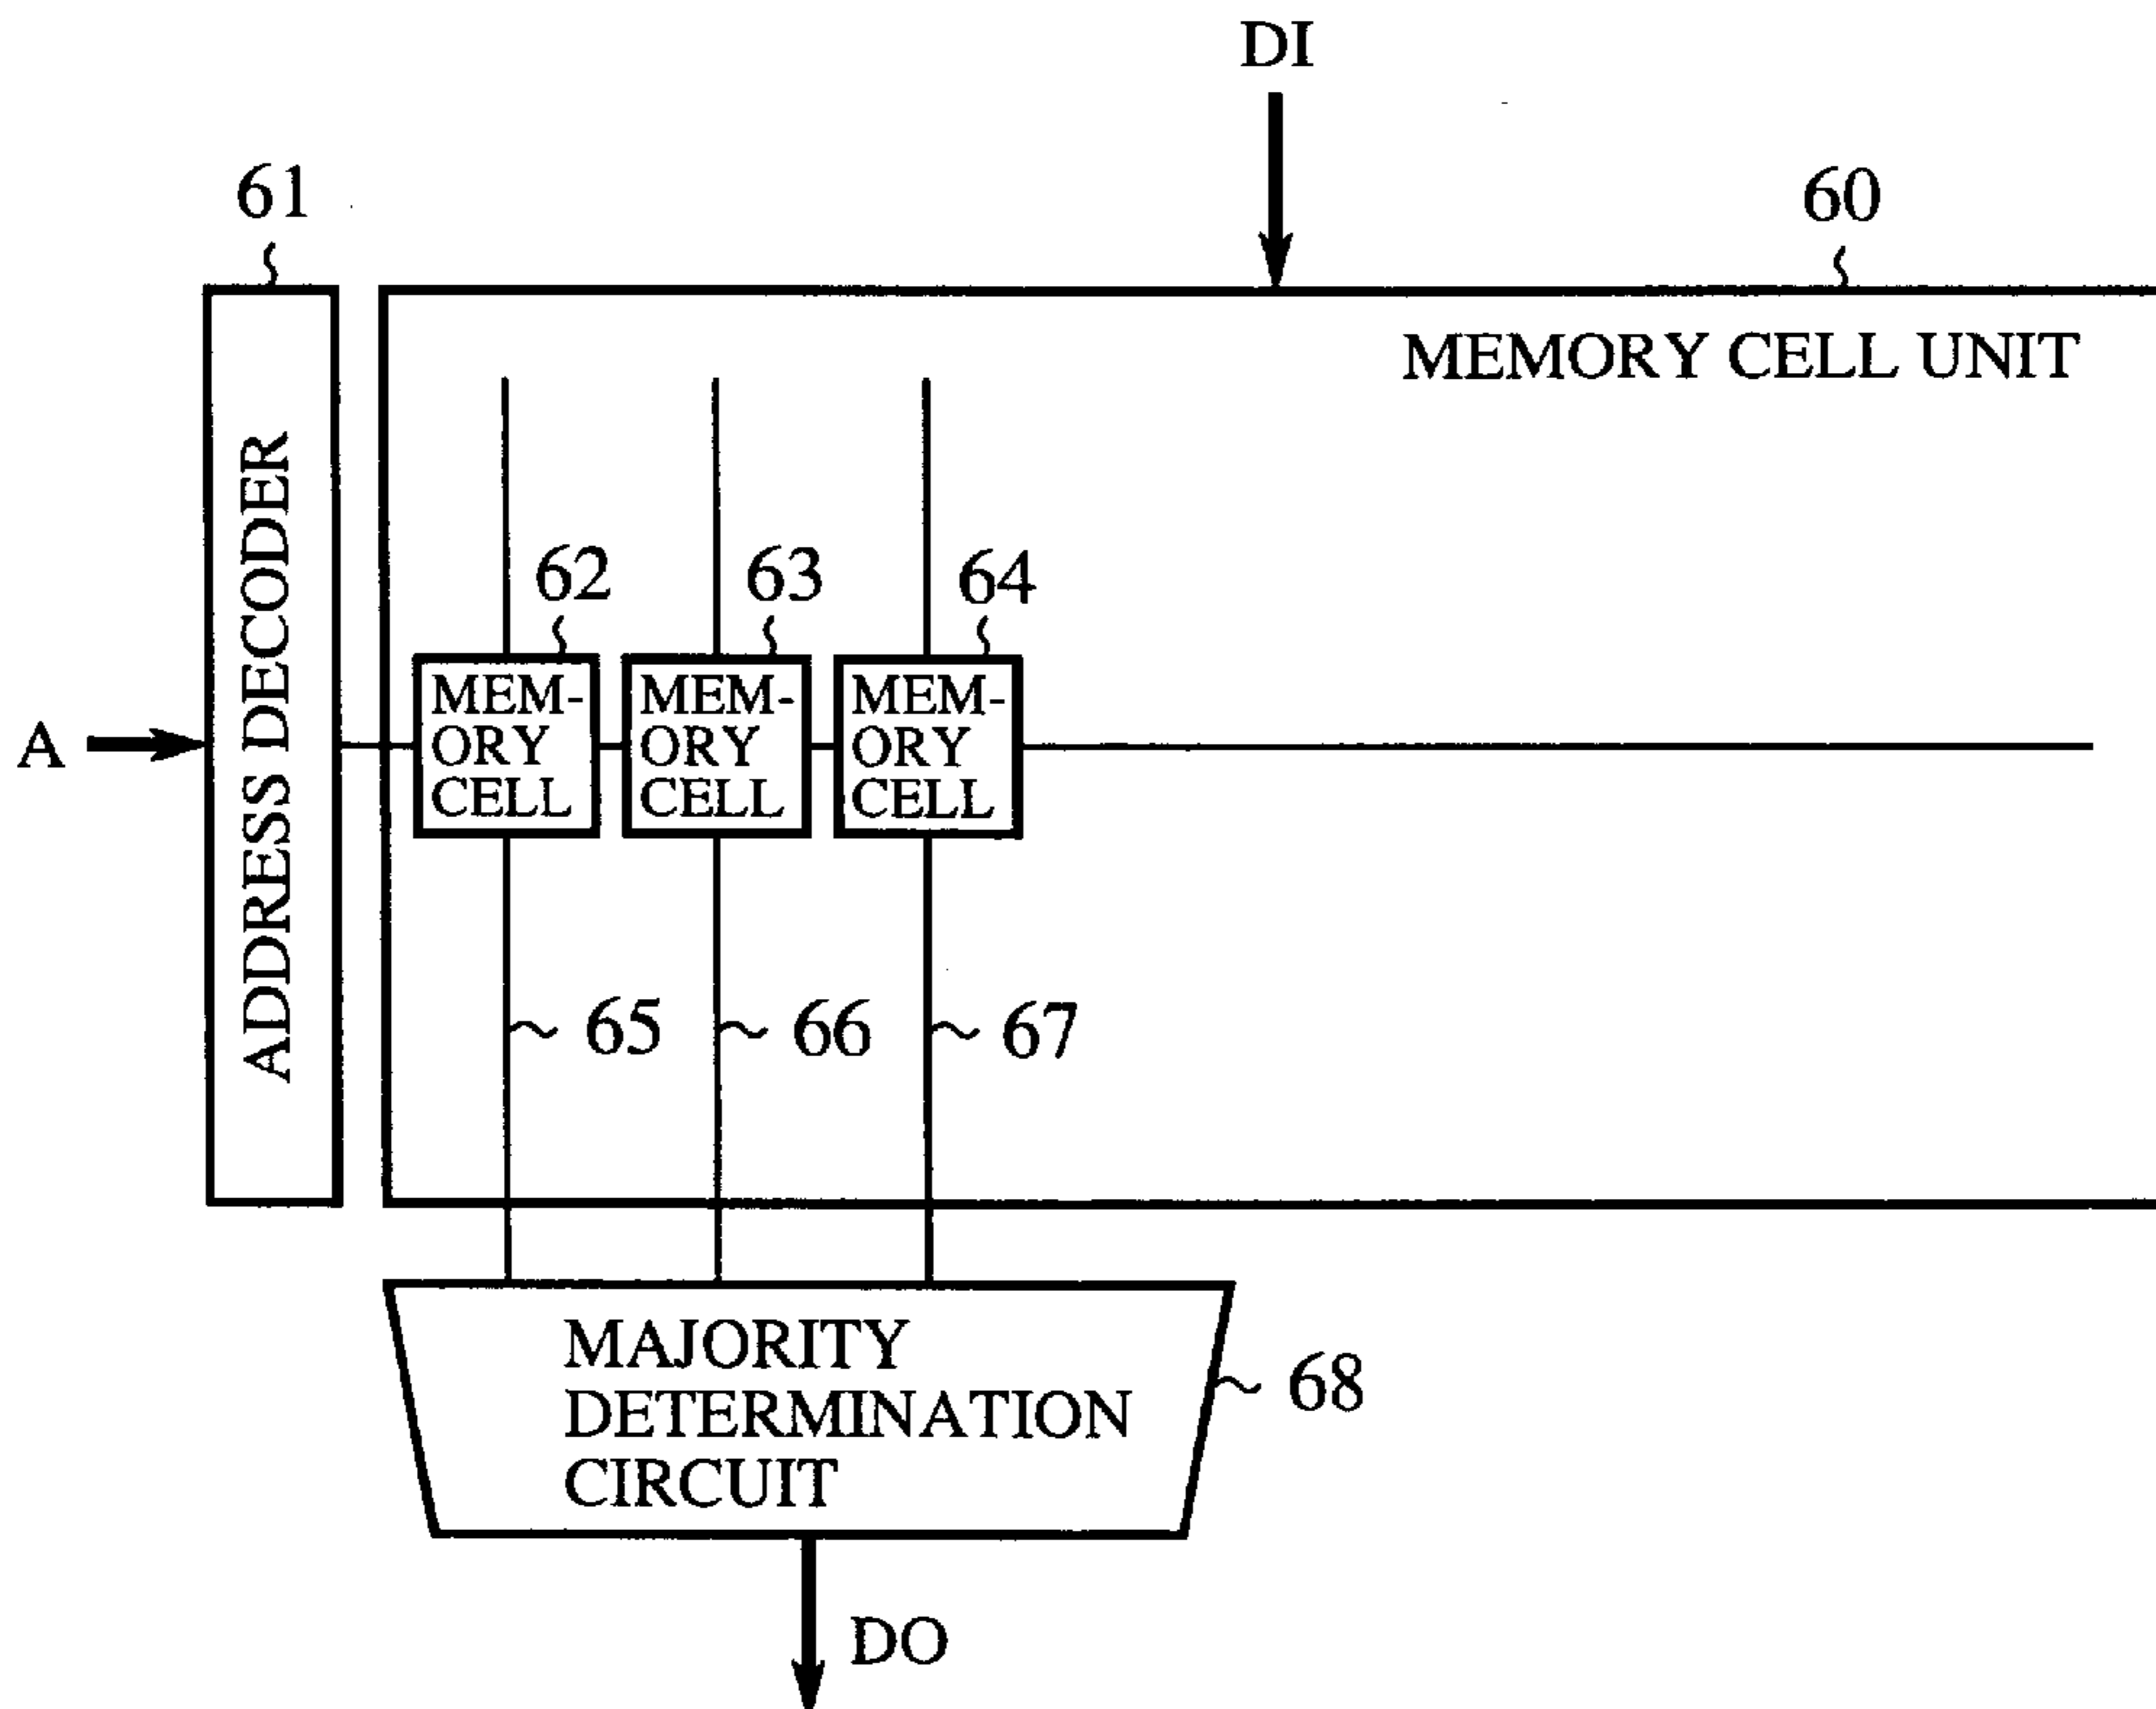 DI
61
60
MEMORY CELL UNIT
ADDRESS DECODER
62
63
64
MEM-
ORY
CELL
MEM-
ORY
CELL
MEM-
ORY
CELL
A
65
66
67
MAJORITY
DETERMINATION
CIRCUIT
68
DO